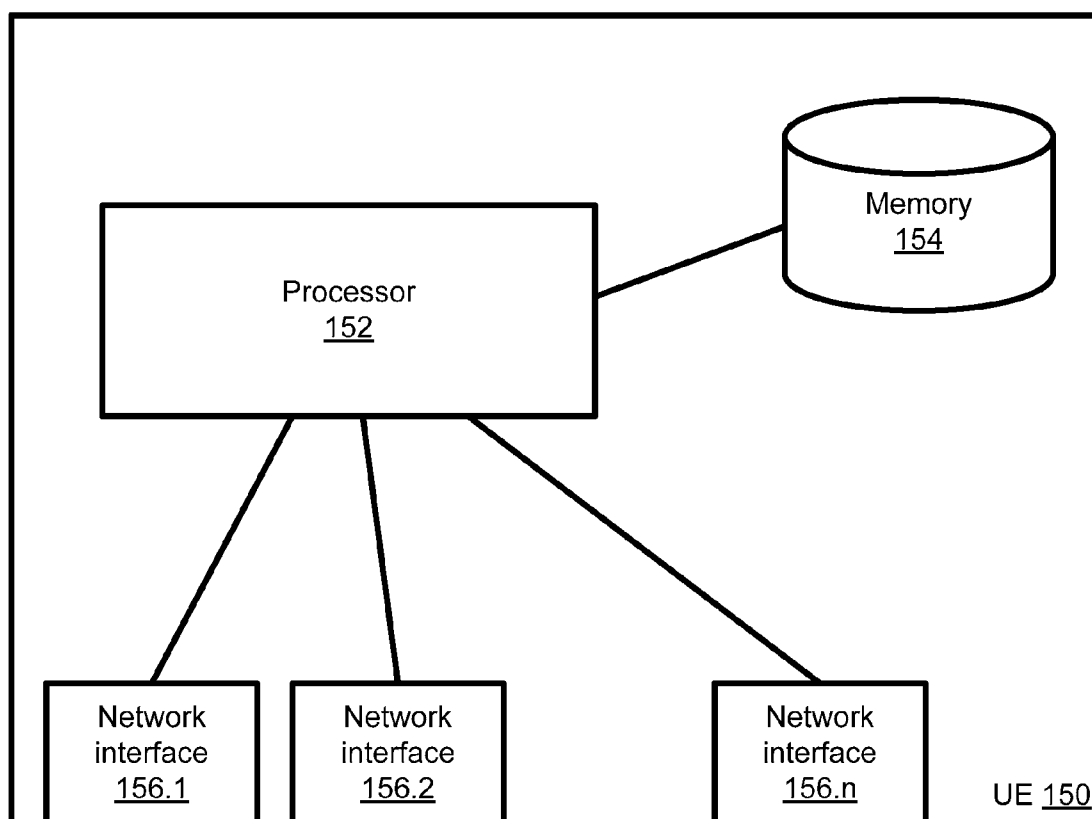 Memory
154
Processor
152
Network
interface
156.1
Network
interface
156.2
Network
interface
156.n
UE 150